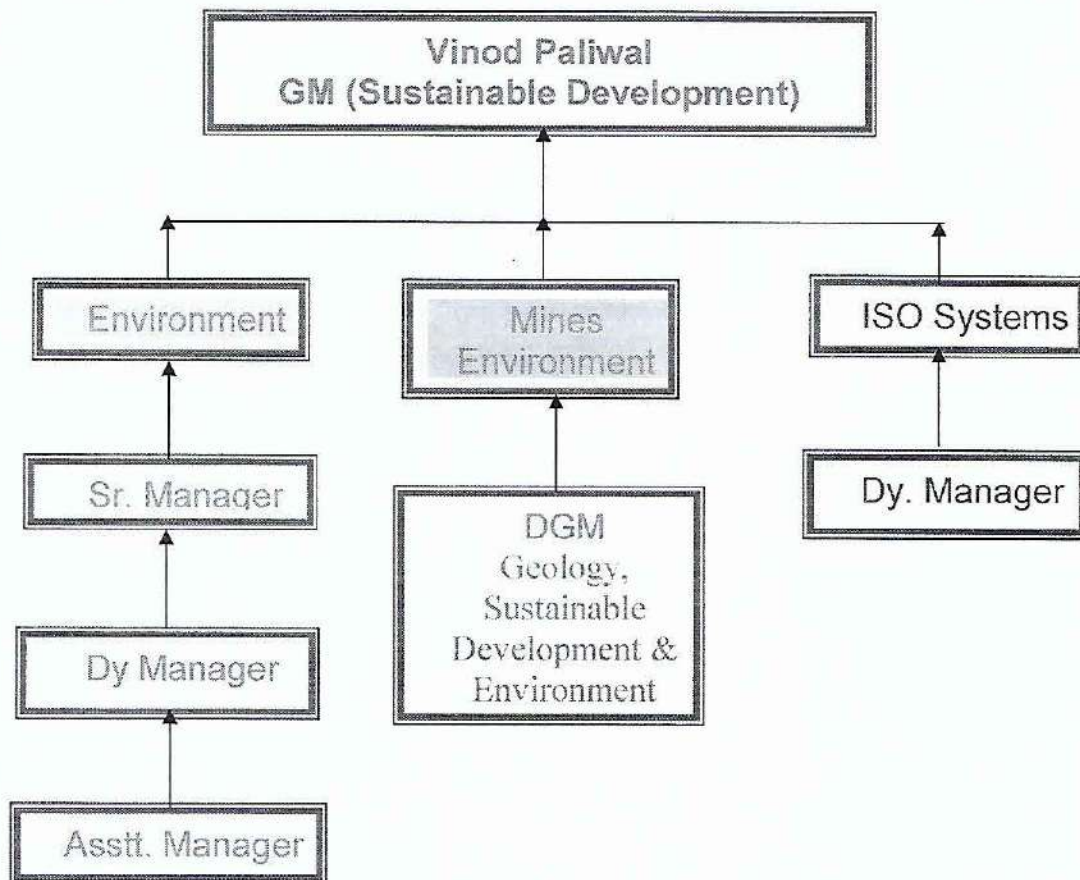 Vinod Paliwal
GM (Sustainable Development)
Environment
Mines
Environment
ISO Systems
Sr. Manager
Dy. Manager
DGM
Geology,
Sustainable
Development &
Environment
Dy Manager
Asstt. Manager